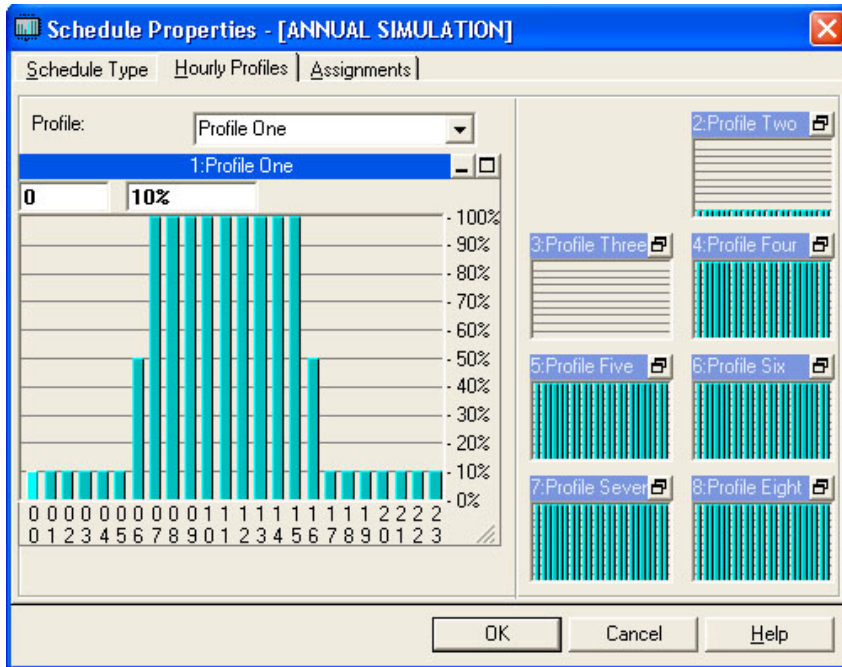 Schedule Properties - [ANNUAL SIMULATION]
Schedule Type Hourly Profiles Assignments
Profile: Profile One
1:Profile One
0 10%
100%
90%
80%
70%
60%
50%
40%
30%
20%
10%
0%
0 0 0 0 0 0 0 0 0 0 1 1 1 1 1 1 1 1 1 1 2 2 2 2
0 1 2 3 4 5 6 7 8 9 0 1 2 3 4 5 6 7 8 9 0 1 2 3
2:Profile Two
3:Profile Three
4:Profile Four
5:Profile Five
6:Profile Six
7:Profile Sever
8:Profile Eight
OK Cancel Help